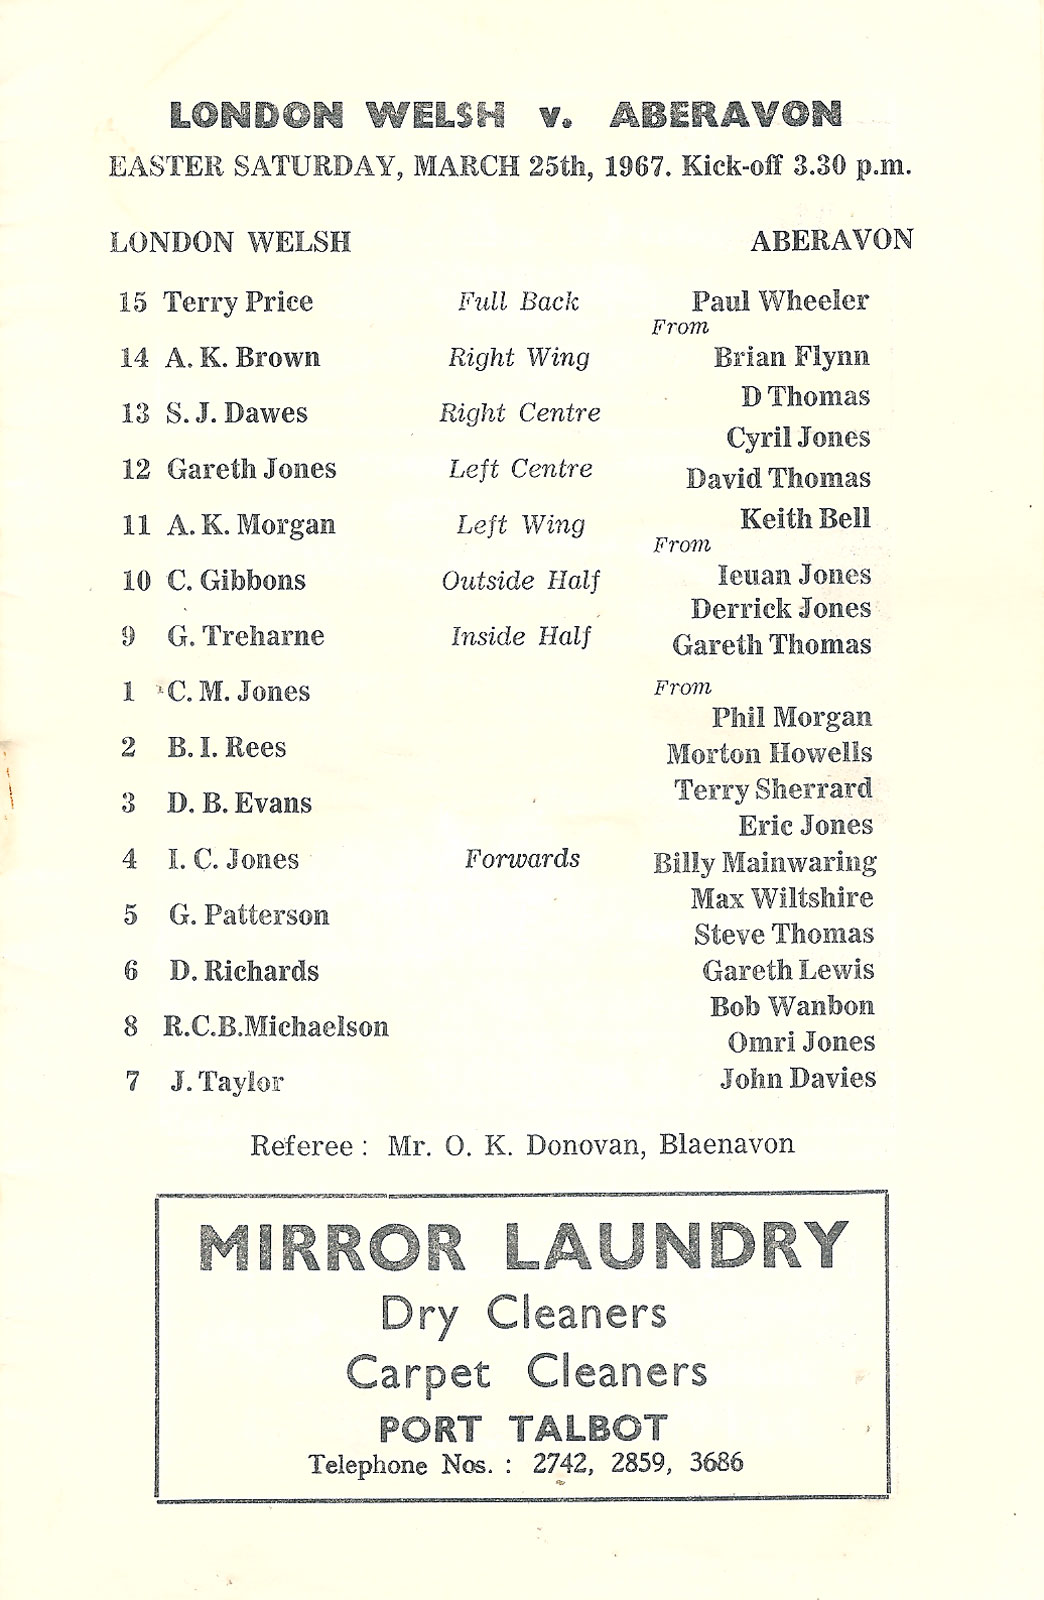 LONDON WELSH v. ABERAVON
EASTER SATURDAY, MARCH 25th, 1967. Kick-off 3.30 p.m.
LONDON WELSH ABERAVON
15 Terry Price Full Back Paul Wheeler
From
14 A. K. Brown Right Wing Brian Flynn
D Thomas
13 S. J. Dawes Right Centre
Cyril Jones
12 Gareth Jones Left Centre
David Thomas
11 A. K. Morgan Left Wing Keith Bell
From
10 C. Gibbons Outside Half Ieuan Jones
Derrick Jones
9 G. Treharne Inside Half Gareth Thomas
1 C. M. Jones From
Phil Morgan
2 B. I. Rees Morton Howells
Terry Sherrard
3 D. B. Evans
Eric Jones
4 I. C. Jones Forwards Billy Mainwaring
Max Wiltshire
5 G. Patterson
Steve Thomas
6 D. Richards Gareth Lewis
Bob Wanbon
8 R.C.B.Michaelson
Omri Jones
7 J. Taylor John Davies
Referee : Mr. O. K. Donovan, Blaenavon
MIRROR LAUNDRY
Dry Cleaners
Carpet Cleaners
PORT TALBOT
Telephone Nos. : 2742, 2859, 3686